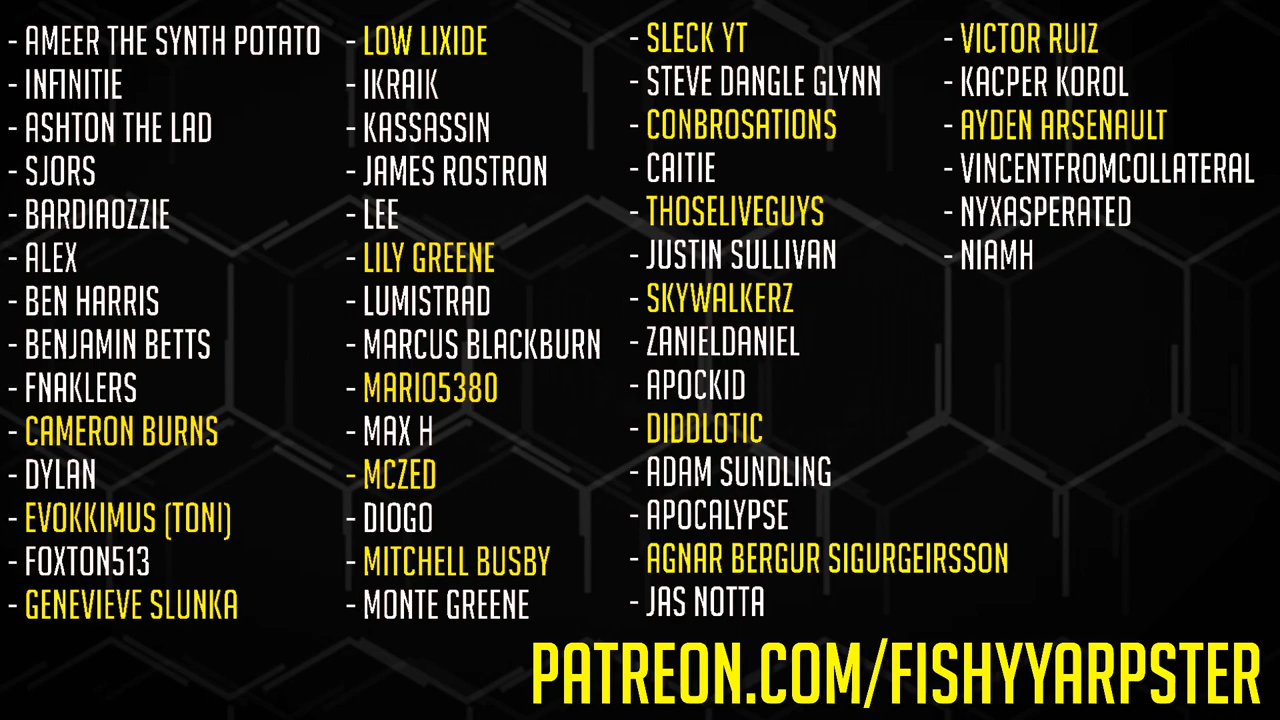 - AMEER THE SYNTH POTATO
- INFINITIE
- ASHTON THE LAD
- SJORS
- BARDIAOZZIE
- ALEX
- BEN HARRIS
- BENJAMIN BETTS
- FNAKLERS
- CAMERON BURNS
- DYLAN
- EVOKKIMUS (TONI)
- FOXTON513
- GENEVIEVE SLUNKA
- LOW LIXIDE
- IKRAIK
- KASSASSIN
- JAMES ROSTRON
- LEE
- LILY GREENE
- LUMISTRAD
- MARCUS BLACKBURN
- MARIO5380
- MAX H
- MCZED
- DIOGO
- MITCHELL BUSBY
- MONTE GREENE
- SLECK YT
- STEVE DANGLE GLYNN
- CONBROSATIONS
- CAITIE
- THOSELIVEGUYS
- JUSTIN SULLIVAN
- SKYWALKERZ
- ZANIELDANIEL
- APOCKID
- DIDDLOTIC
- ADAM SUNDLING
- APOCALYPSE
- AGNAR BERGUR SIGURGEIRSSON
- JAS NOTTA
- VICTOR RUIZ
- KACPER KOROL
- AYDEN ARSENAULT
- VINCENTFROMCOLLATERAL
- NYXASPERATED
- NIAMH
PATREON.COM/FISHYYARPSTER